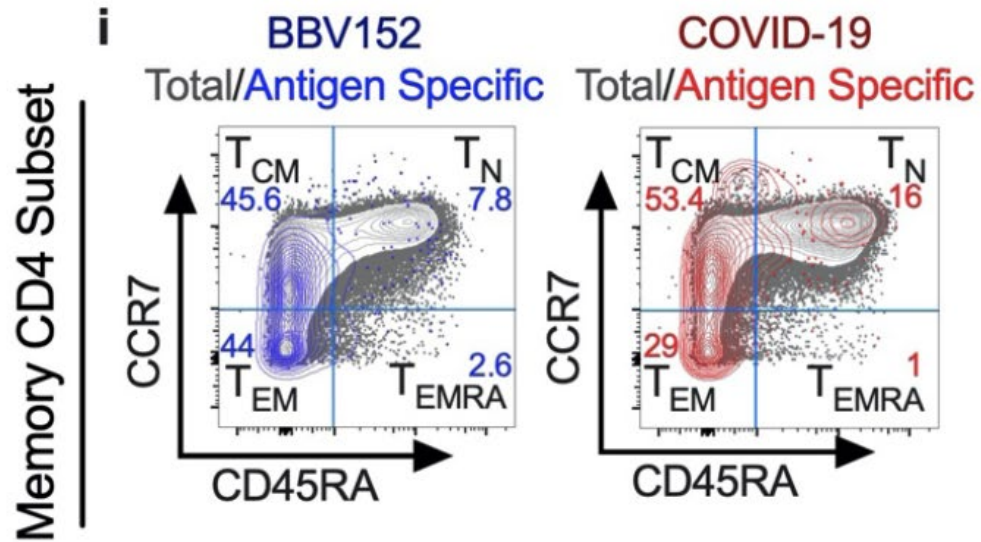 i
BBV152
Total/Antigen Specific
COVID-19
Total/Antigen Specific
Memory CD4 Subset
CCR7
TCM
45.6
TN
7.8
44
TEM
2.6
TEMRA
CD45RA
CCR7
TCM
53.4
TN
16
29
TEM
1
TEMRA
CD45RA